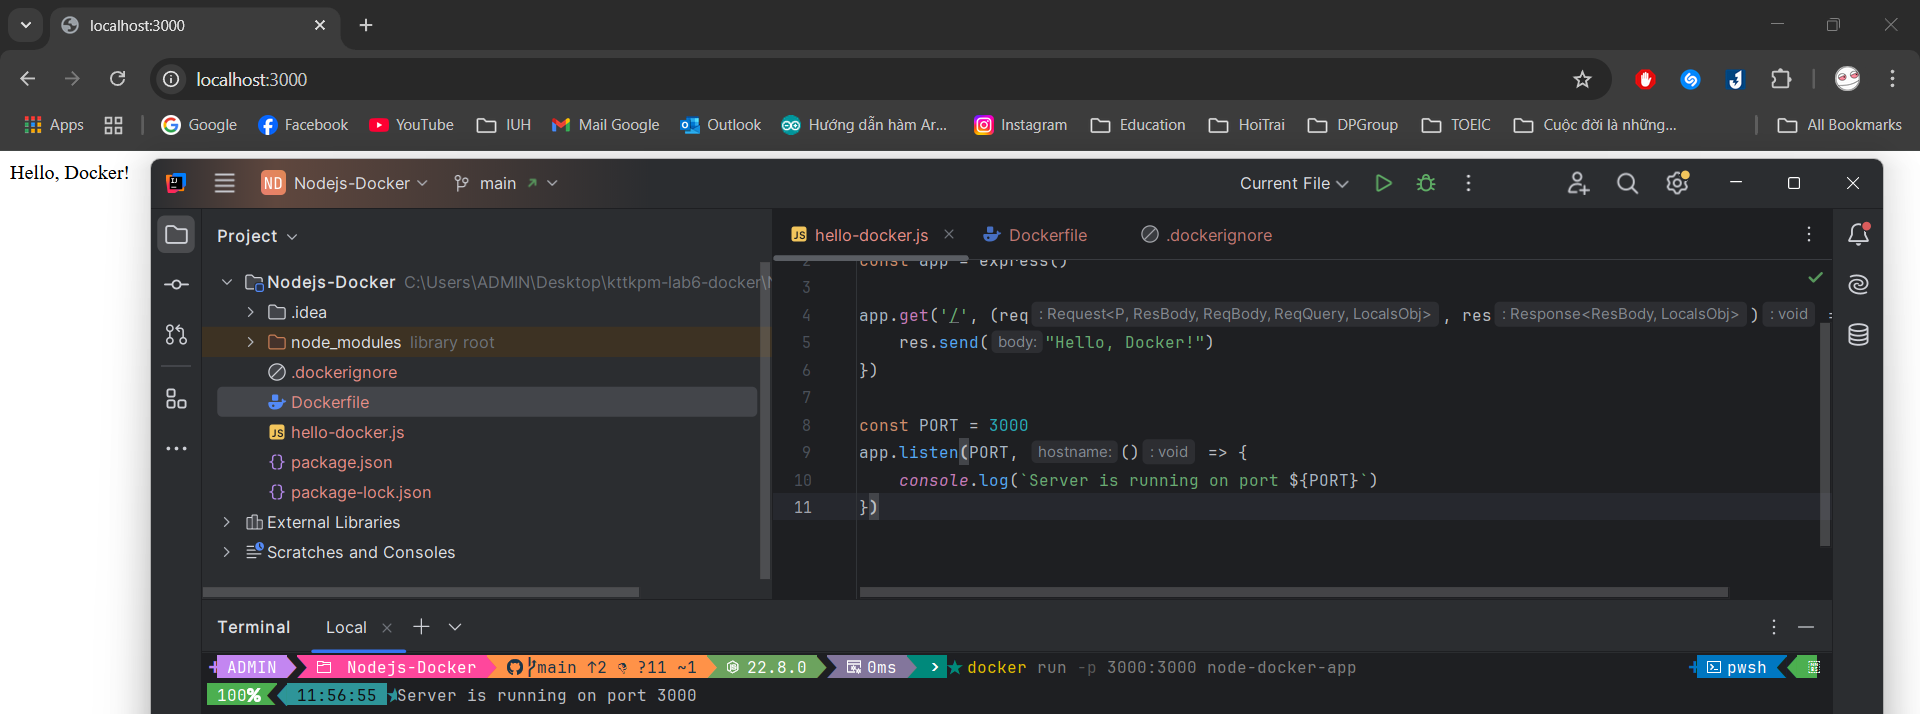 localhost:3000
localhost:3000
Apps Google Facebook YouTube IUH Mail Google Outlook Hướng dẫn hàm Ar... Instagram Education HoiTrai DPGroup TOEIC Cuộc đời là những... All Bookmarks
Hello, Docker!
ND Nodejs-Docker main Current File
Project
hello-docker.js Dockerfile .dockerignore
Nodejs-Docker C:\Users\ADMIN\Desktop\kttkpm-lab6-docker\
.idea
node_modules library root
.dockerignore
Dockerfile
hello-docker.js
package.json
package-lock.json
External Libraries
Scratches and Consoles
2 const app = express()
3
4 app.get('/', (req : Request<P, ResBody, ReqBody, ReqQuery, LocalsObj> , res : Response<ResBody, LocalsObj> ) : void =
5 res.send( body: "Hello, Docker!")
6 })
7
8 const PORT = 3000
9 app.listen(PORT, hostname: () : void => {
10 console.log(`Server is running on port ${PORT}`)
11 })
Terminal Local
ADMIN Nodejs-Docker main ↑2 ?11 ~1 22.8.0 0ms docker run -p 3000:3000 node-docker-app pwsh
100% 11:56:55 Server is running on port 3000